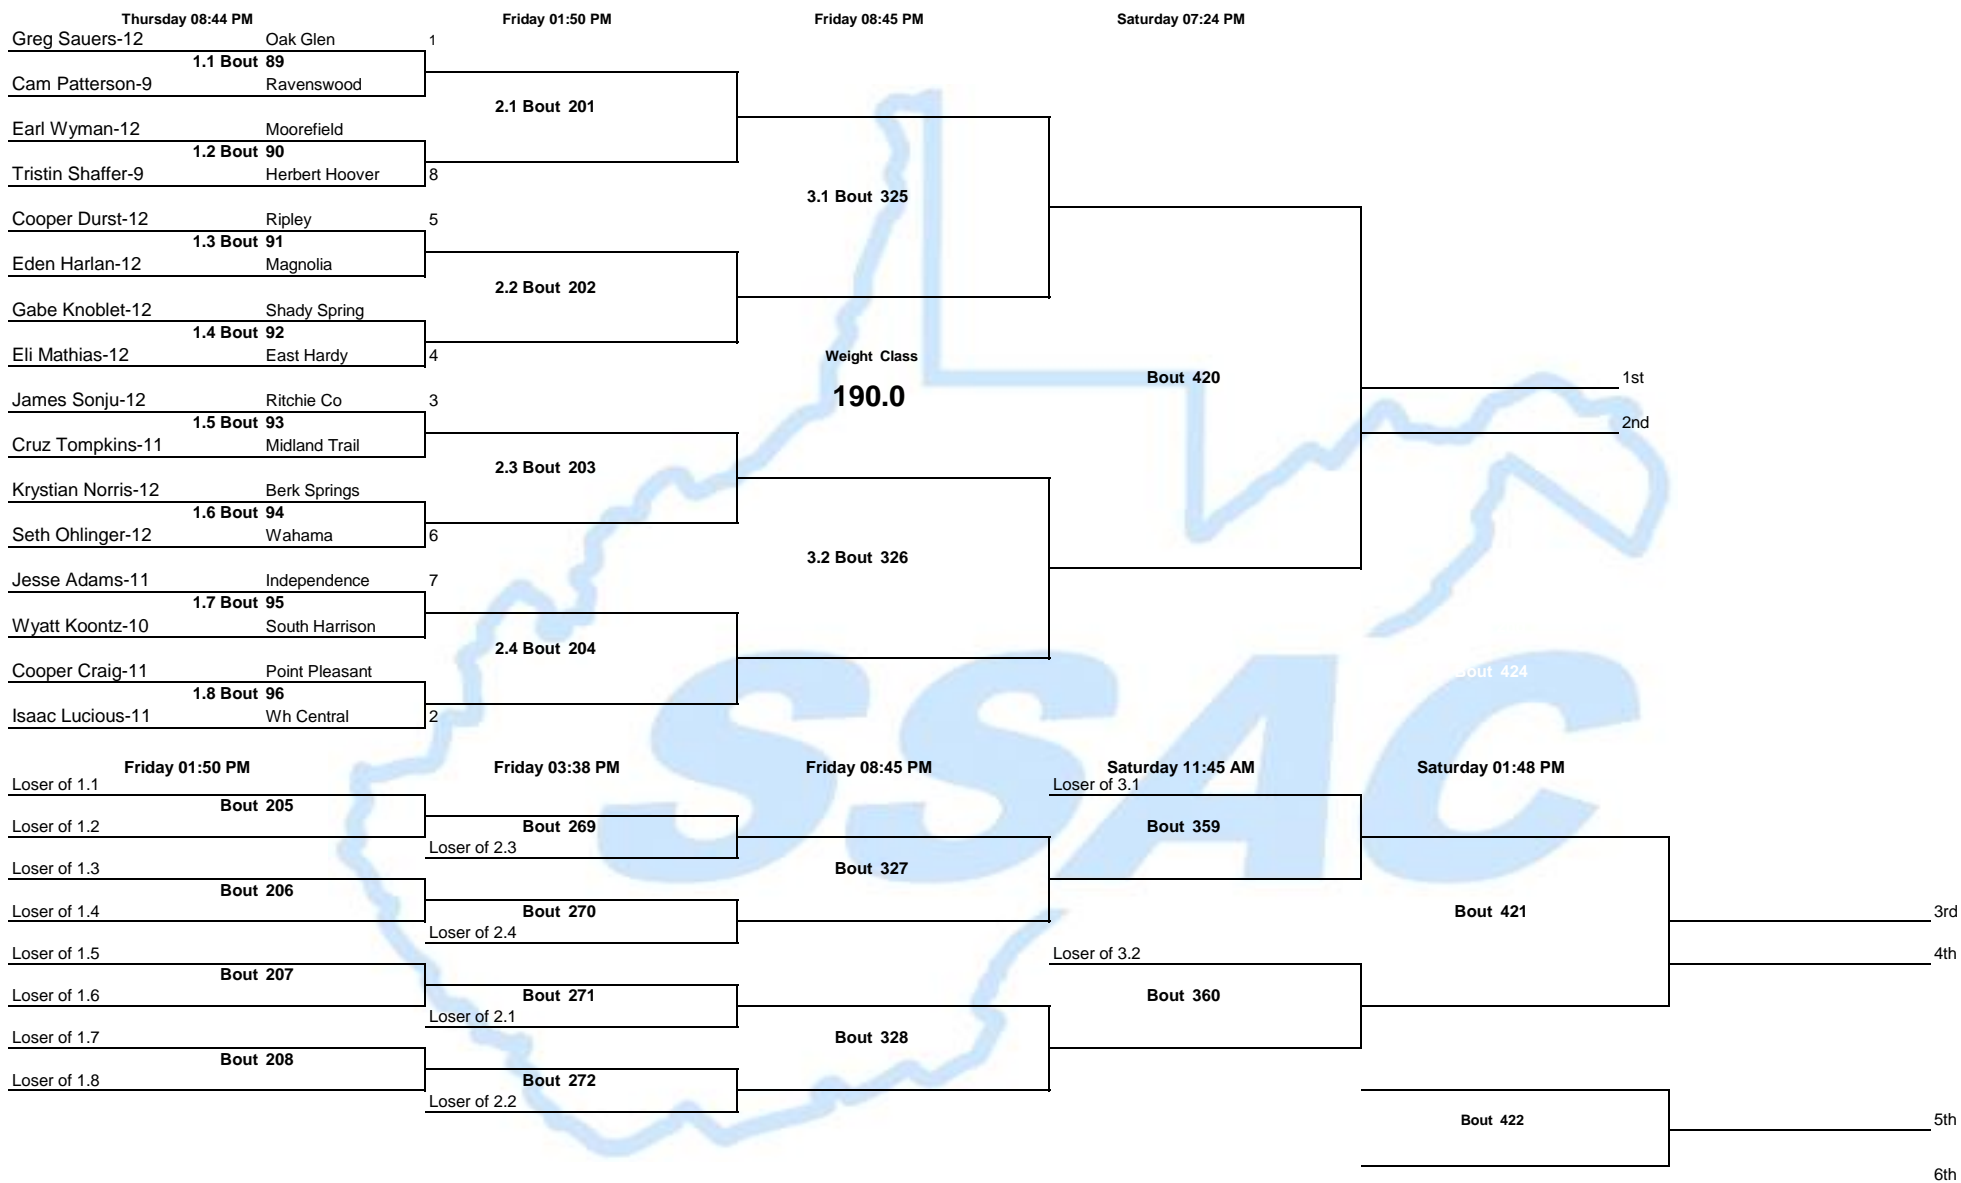 Thursday 08:44 PM Friday 01:50 PM Friday 08:45 PM Saturday 07:24 PM
Greg Sauers-12 Oak Glen 1
1.1 Bout 89
Cam Patterson-9 Ravenswood
2.1 Bout 201
Earl Wyman-12 Moorefield
1.2 Bout 90
Tristin Shaffer-9 Herbert Hoover 8
3.1 Bout 325
Cooper Durst-12 Ripley 5
1.3 Bout 91
Eden Harlan-12 Magnolia
2.2 Bout 202
Gabe Knoblet-12 Shady Spring
1.4 Bout 92
Eli Mathias-12 East Hardy 4
Weight Class
Bout 420
1st
190.0
James Sonju-12 Ritchie Co 3
1.5 Bout 93
2nd
Cruz Tompkins-11 Midland Trail
2.3 Bout 203
Krystian Norris-12 Berk Springs
1.6 Bout 94
Seth Ohlinger-12 Wahama 6
3.2 Bout 326
Jesse Adams-11 Independence 7
1.7 Bout 95
Wyatt Koontz-10 South Harrison
2.4 Bout 204
Cooper Craig-11 Point Pleasant
Bout 424
1.8 Bout 96
Isaac Lucious-11 Wh Central 2
SSAC
Friday 01:50 PM Friday 03:38 PM Friday 08:45 PM Saturday 11:45 AM Saturday 01:48 PM
Loser of 1.1 Loser of 3.1
Bout 205
Loser of 1.2 Bout 269 Bout 359
Loser of 2.3
Loser of 1.3 Bout 327
Bout 206
Loser of 1.4 Bout 270 Bout 421 3rd
Loser of 2.4
Loser of 1.5 Loser of 3.2 4th
Bout 207
Loser of 1.6 Bout 271 Bout 360
Loser of 2.1
Loser of 1.7 Bout 328
Bout 208
Loser of 1.8 Bout 272
Loser of 2.2
Bout 422 5th
6th